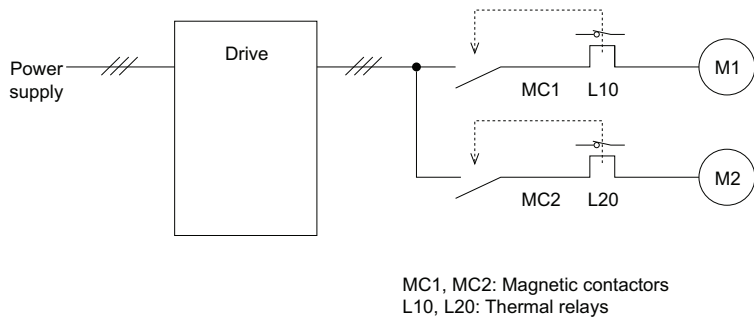 Power
supply
Drive
MC1 L10
M1
MC2 L20
M2
MC1, MC2: Magnetic contactors
L10, L20: Thermal relays